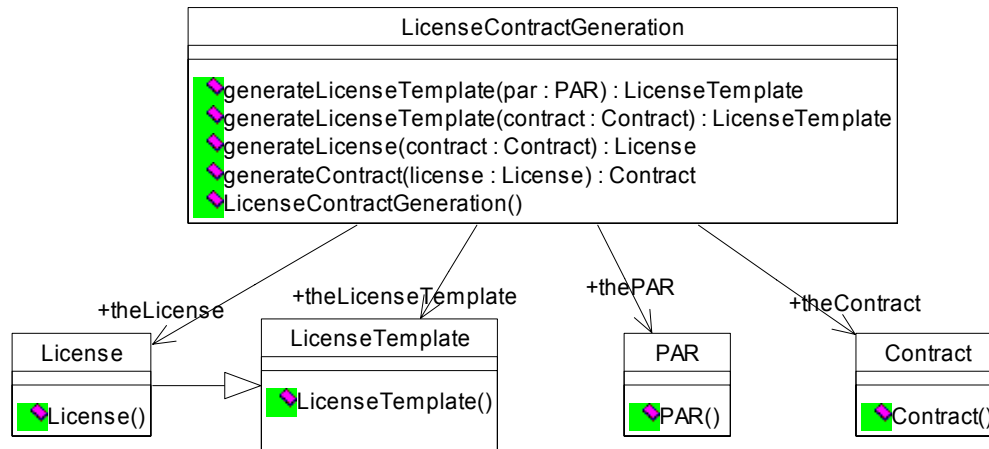 LicenseContractGeneration
generateLicenseTemplate(par : PAR) : LicenseTemplate
generateLicenseTemplate(contract : Contract) : LicenseTemplate
generateLicense(contract : Contract) : License
generateContract(license : License) : Contract
LicenseContractGeneration()
+theLicense
+theLicenseTemplate
+thePAR
+theContract
License
LicenseTemplate
PAR
Contract
License()
LicenseTemplate()
PAR()
Contract()